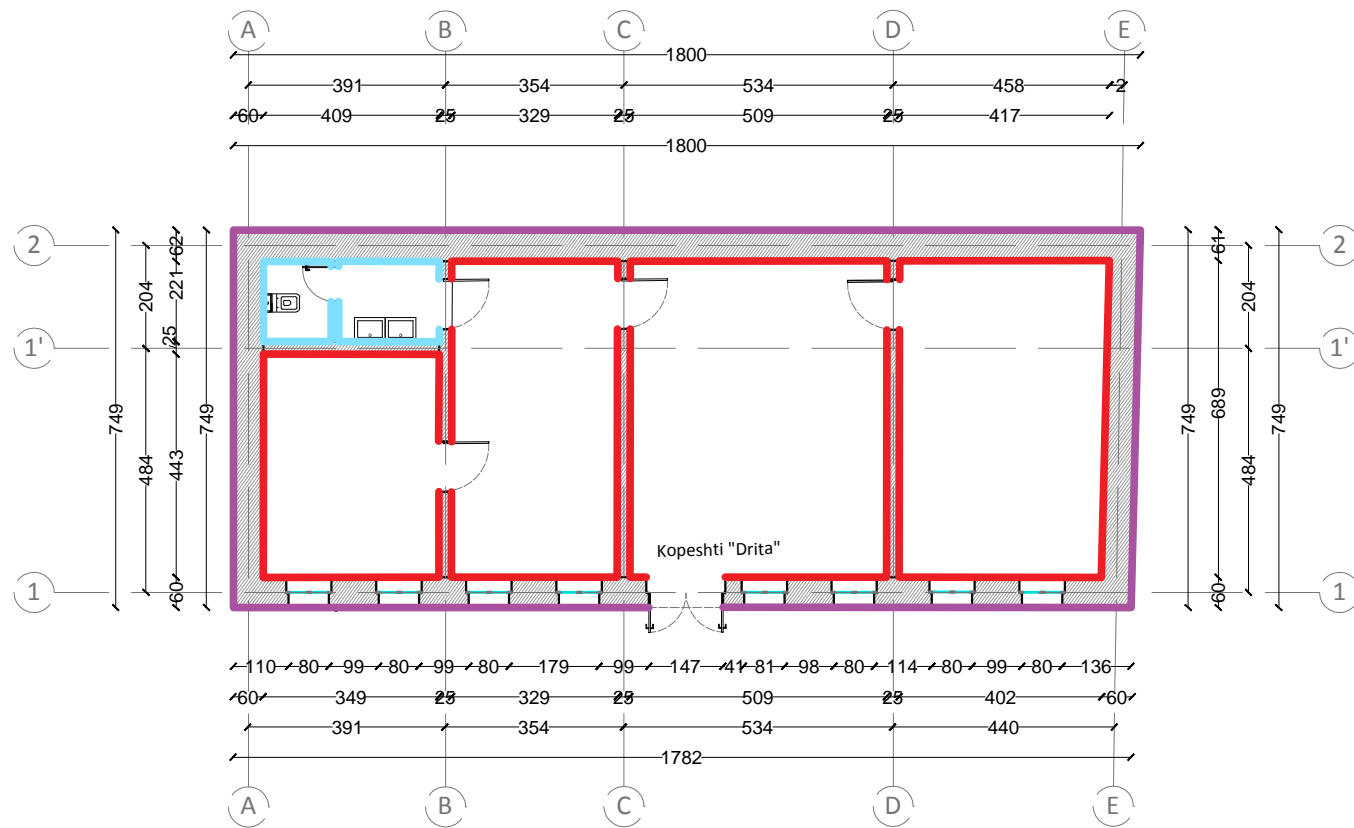 A B C D E
1800
391 354 534 458 2
60 409 25 329 25 509 25 417
1800
2 2
1' 1'
1 1
749
204 484
62 221 25 443 60
749
749
61 689 60
204 484
749
Kopeshti "Drita"
110 80 99 80 99 80 179 99 147 41 81 98 80 114 80 99 80 136
60 349 25 329 25 509 25 402 60
391 354 534 440
1782
A B C D E